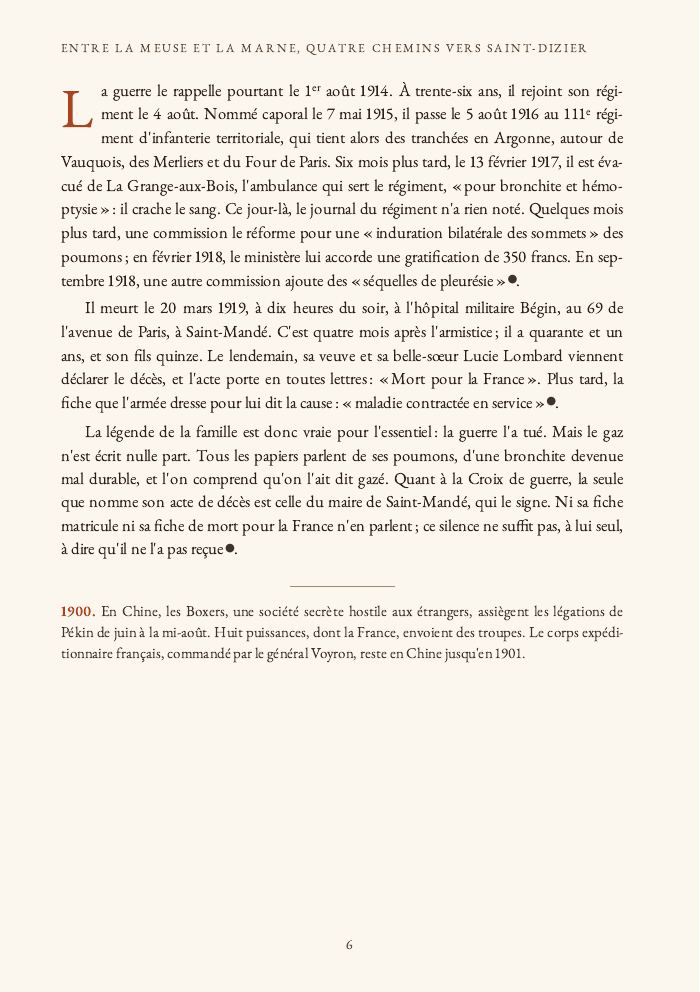 ENTRE LA MEUSE ET LA MARNE, QUATRE CHEMINS VERS SAINT-DIZIER
La guerre le rappelle pourtant le 1er août 1914. À trente-six ans, il rejoint son régi-
ment le 4 août. Nommé caporal le 7 mai 1915, il passe le 5 août 1916 au 111e régi-
ment d'infanterie territoriale, qui tient alors des tranchées en Argonne, autour de
Vauquois, des Merliers et du Four de Paris. Six mois plus tard, le 13 février 1917, il est éva-
cué de La Grange-aux-Bois, l'ambulance qui sert le régiment, « pour bronchite et hémo-
ptysie » : il crache le sang. Ce jour-là, le journal du régiment n'a rien noté. Quelques mois
plus tard, une commission le réforme pour une « induration bilatérale des sommets » des
poumons ; en février 1918, le ministère lui accorde une gratification de 350 francs. En sep-
tembre 1918, une autre commission ajoute des « séquelles de pleurésie » ●.
Il meurt le 20 mars 1919, à dix heures du soir, à l'hôpital militaire Bégin, au 69 de
l'avenue de Paris, à Saint-Mandé. C'est quatre mois après l'armistice ; il a quarante et un
ans, et son fils quinze. Le lendemain, sa veuve et sa belle-sœur Lucie Lombard viennent
déclarer le décès, et l'acte porte en toutes lettres : « Mort pour la France ». Plus tard, la
fiche que l'armée dresse pour lui dit la cause : « maladie contractée en service » ●.
La légende de la famille est donc vraie pour l'essentiel : la guerre l'a tué. Mais le gaz
n'est écrit nulle part. Tous les papiers parlent de ses poumons, d'une bronchite devenue
mal durable, et l'on comprend qu'on l'ait dit gazé. Quant à la Croix de guerre, la seule
que nomme son acte de décès est celle du maire de Saint-Mandé, qui le signe. Ni sa fiche
matricule ni sa fiche de mort pour la France n'en parlent ; ce silence ne suffit pas, à lui seul,
à dire qu'il ne l'a pas reçue ●.
1900. En Chine, les Boxers, une société secrète hostile aux étrangers, assiègent les légations de
Pékin de juin à la mi-août. Huit puissances, dont la France, envoient des troupes. Le corps expédi-
tionnaire français, commandé par le général Voyron, reste en Chine jusqu'en 1901.
6